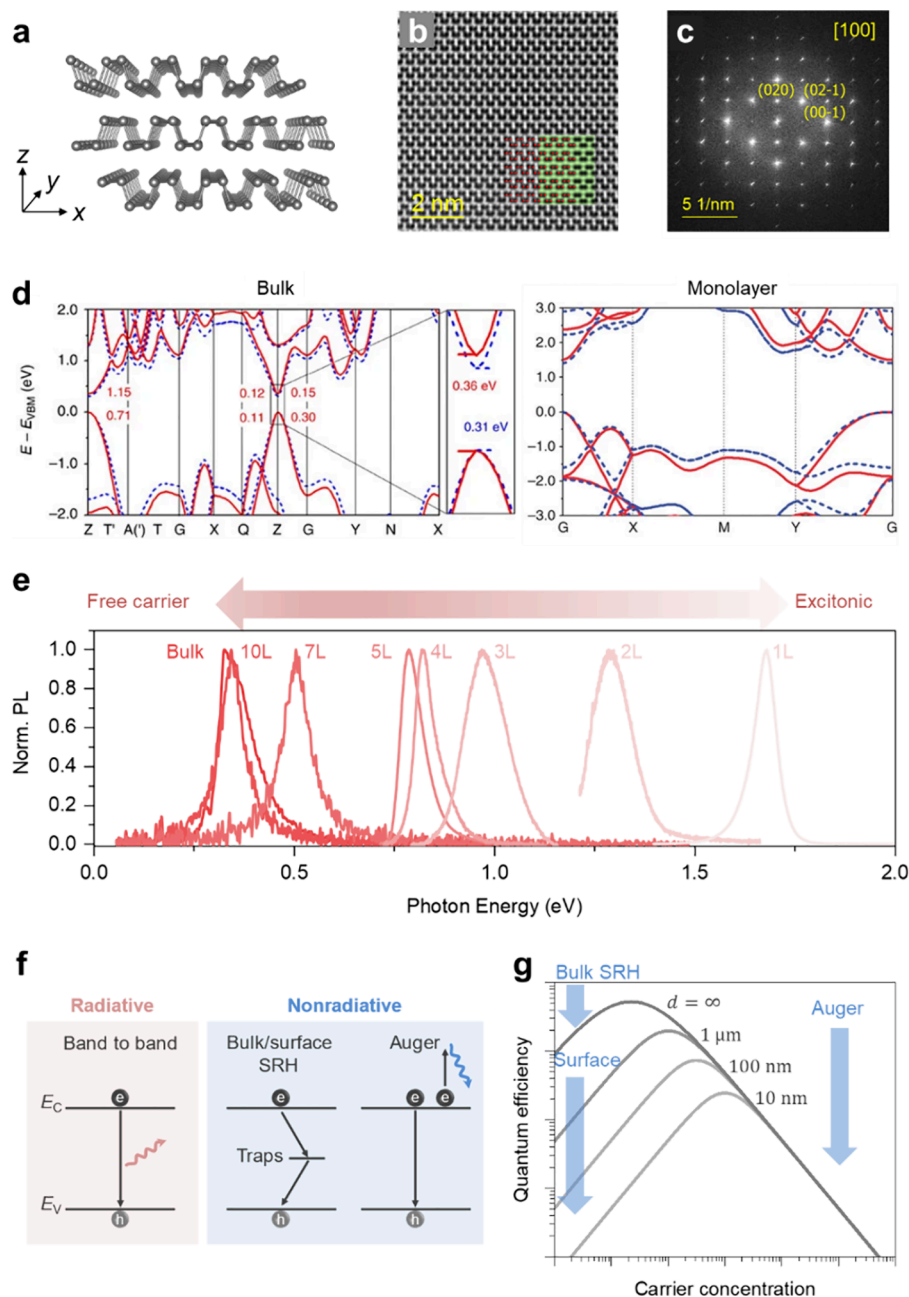 a
z
y
x
b
2 nm
c
[100]
(020) (02-1)
(00-1)
5 1/nm
d
Bulk
Monolayer
E − E_VBM (eV)
2.0
1.0
0.0
−1.0
−2.0
1.15
0.71
0.12
0.11
0.15
0.30
0.36 eV
0.31 eV
Z T' A(') T G X Q Z G Y N X
3.0
2.0
1.0
0.0
-1.0
-2.0
-3.0
G X M Y G
e
Free carrier
Excitonic
Bulk 10L 7L 5L 4L 3L 2L 1L
Norm. PL
1.0
0.8
0.6
0.4
0.2
0.0
0.0 0.5 1.0 1.5 2.0
Photon Energy (eV)
f
Radiative
Nonradiative
Band to band
Bulk/surface
SRH
Auger
e
e
e
e
E_C
Traps
E_V
h
h
h
g
Bulk SRH
Surface
Auger
d = ∞
1 μm
100 nm
10 nm
Quantum efficiency
Carrier concentration